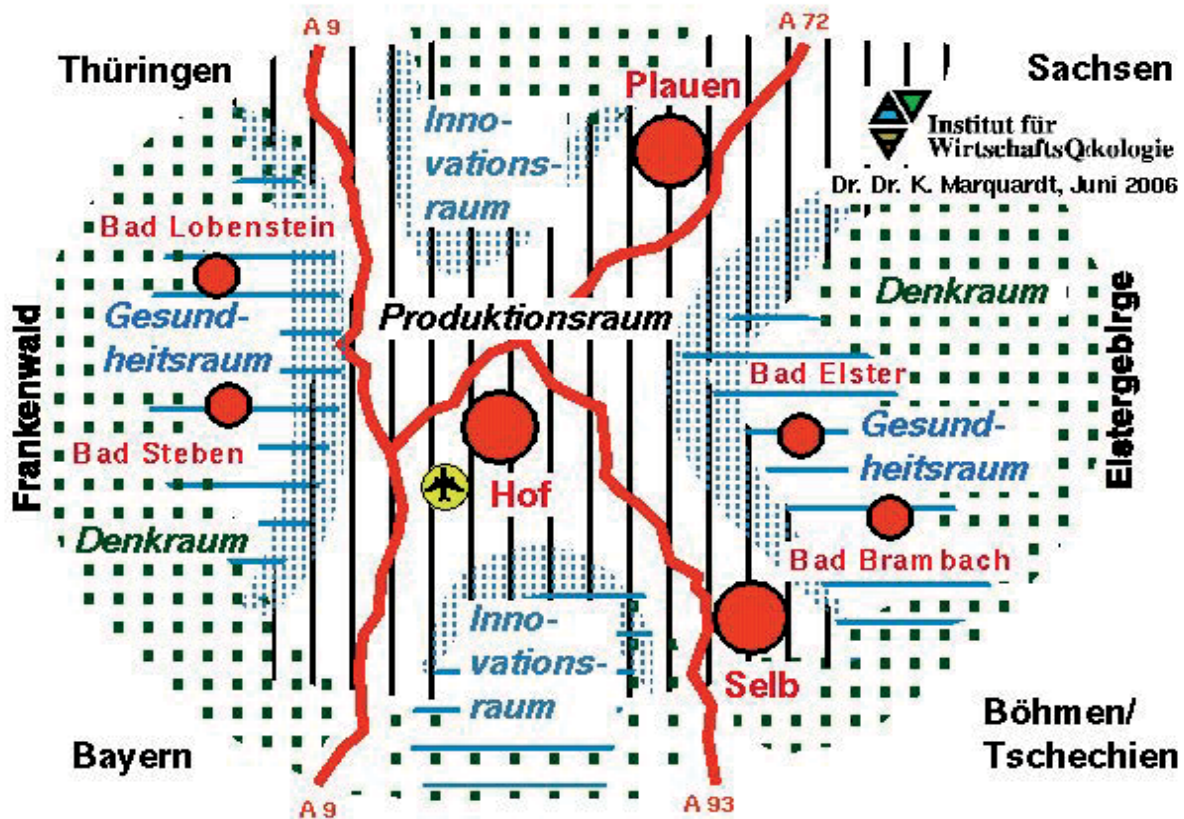 A 9
A 72
Thüringen
Sachsen
Plauen
Inno-
vations-
raum
Institut für
WirtschaftsQkologie
Dr. Dr. K. Marquardt, Juni 2006
Bad Lobenstein
Denkraum
Produktionsraum
Gesund-
heitsraum
Frankenwald
Elstergebirge
Bad Elster
Bad Steben
Gesund-
heitsraum
Hof
Denkraum
Bad Brambach
Inno-
vations-
raum
Selb
Bayern
Böhmen/
Tschechien
A 9
A 93